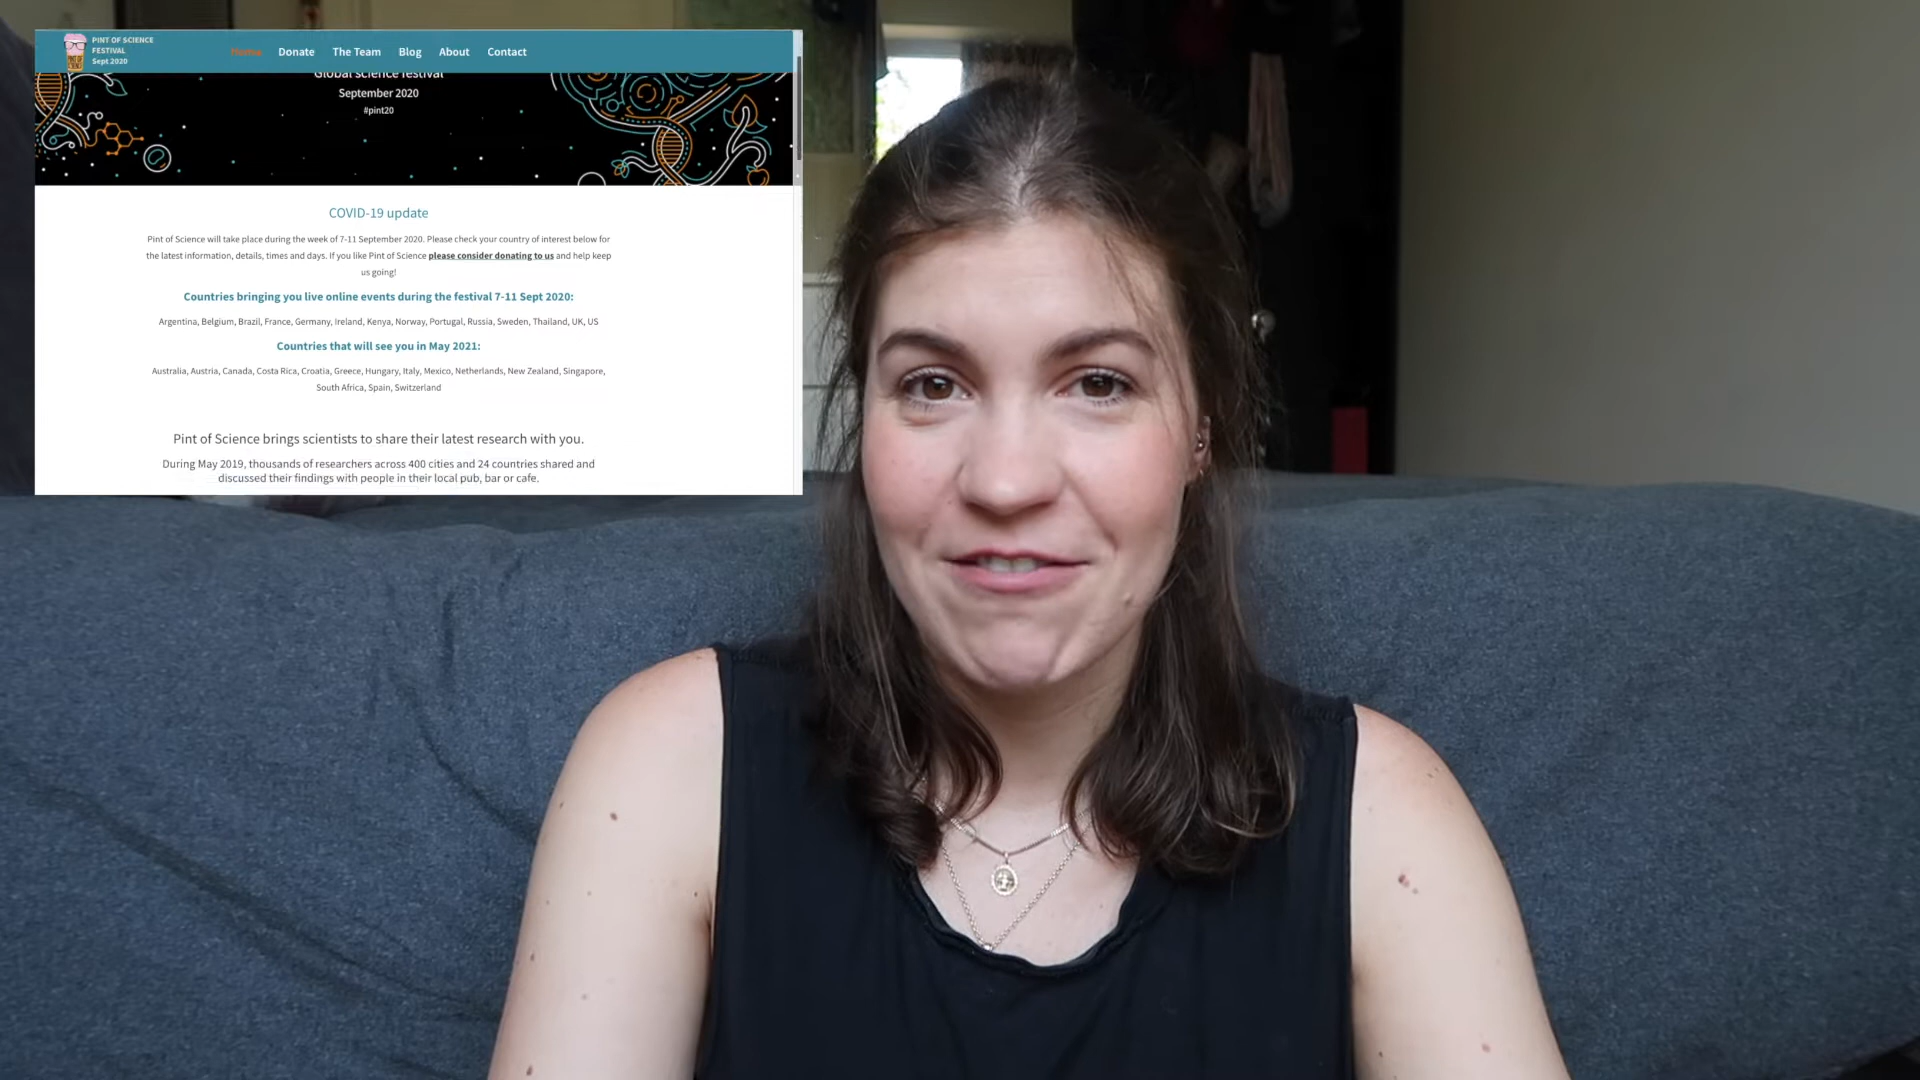 PINT OF SCIENCE
FESTIVAL
Sept 2020
Home Donate The Team Blog About Contact
Global science festival
September 2020
#pint20
COVID-19 update
Pint of Science will take place during the week of 7-11 September 2020. Please check your country of interest below for
the latest information, details, times and days. If you like Pint of Science please consider donating to us and help keep
us going!
Countries bringing you live online events during the festival 7-11 Sept 2020:
Argentina, Belgium, Brazil, France, Germany, Ireland, Kenya, Norway, Portugal, Russia, Sweden, Thailand, UK, US
Countries that will see you in May 2021:
Australia, Austria, Canada, Costa Rica, Croatia, Greece, Hungary, Italy, Mexico, Netherlands, New Zealand, Singapore,
South Africa, Spain, Switzerland
Pint of Science brings scientists to share their latest research with you.
During May 2019, thousands of researchers across 400 cities and 24 countries shared and
discussed their findings with people in their local pub, bar or cafe.